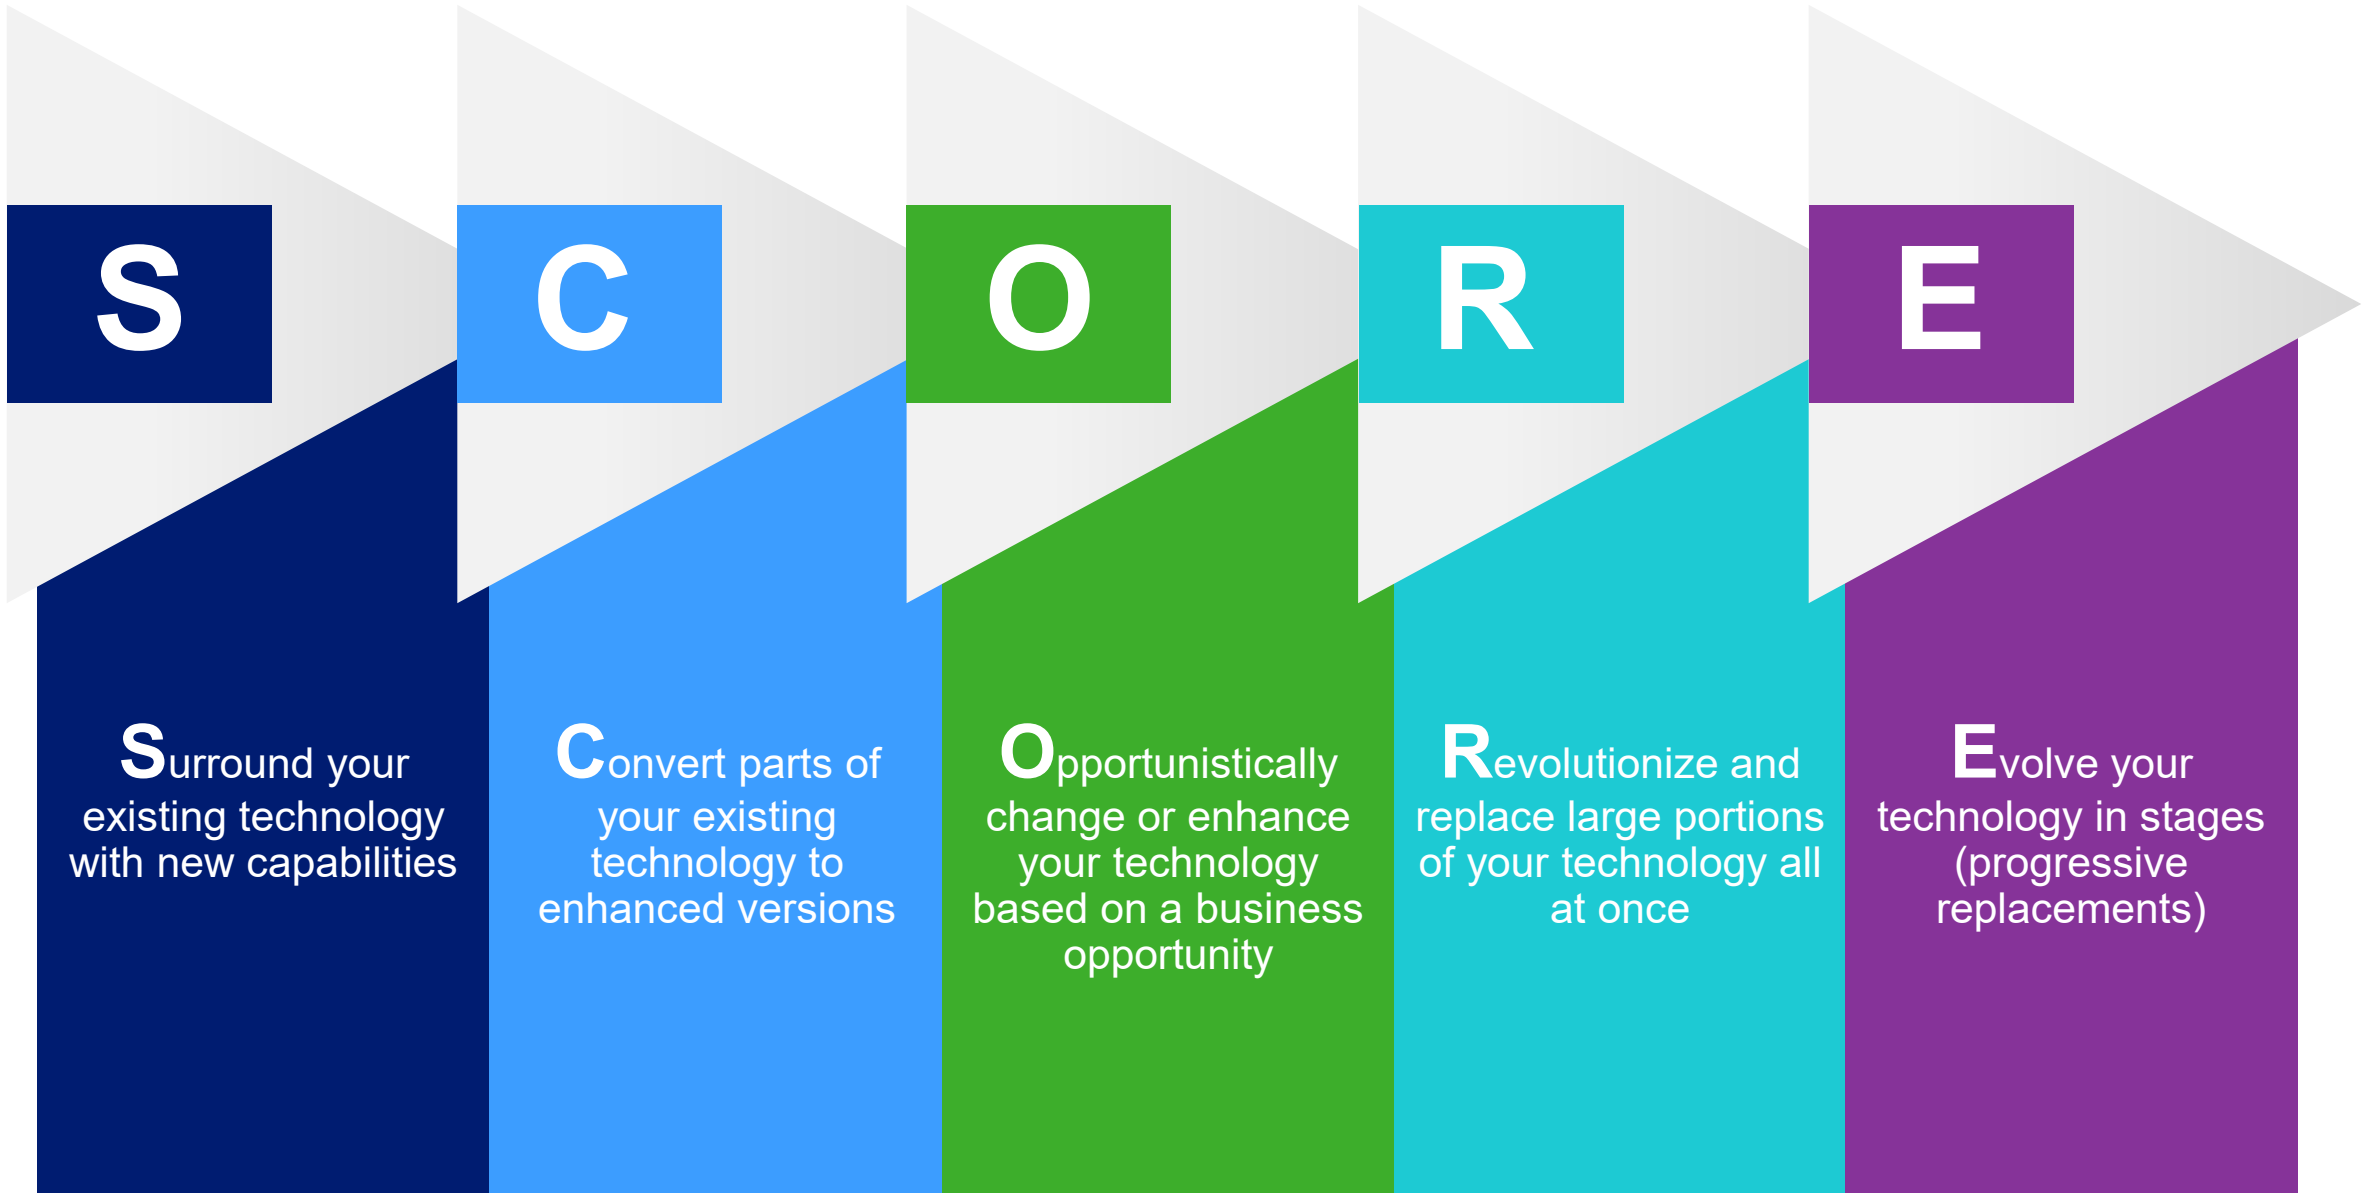 S
C
O
R
E
Surround your
existing technology
with new capabilities
Convert parts of
your existing
technology to
enhanced versions
Opportunistically
change or enhance
your technology
based on a business
opportunity
Revolutionize and
replace large portions
of your technology all
at once
Evolve your
technology in stages
(progressive
replacements)